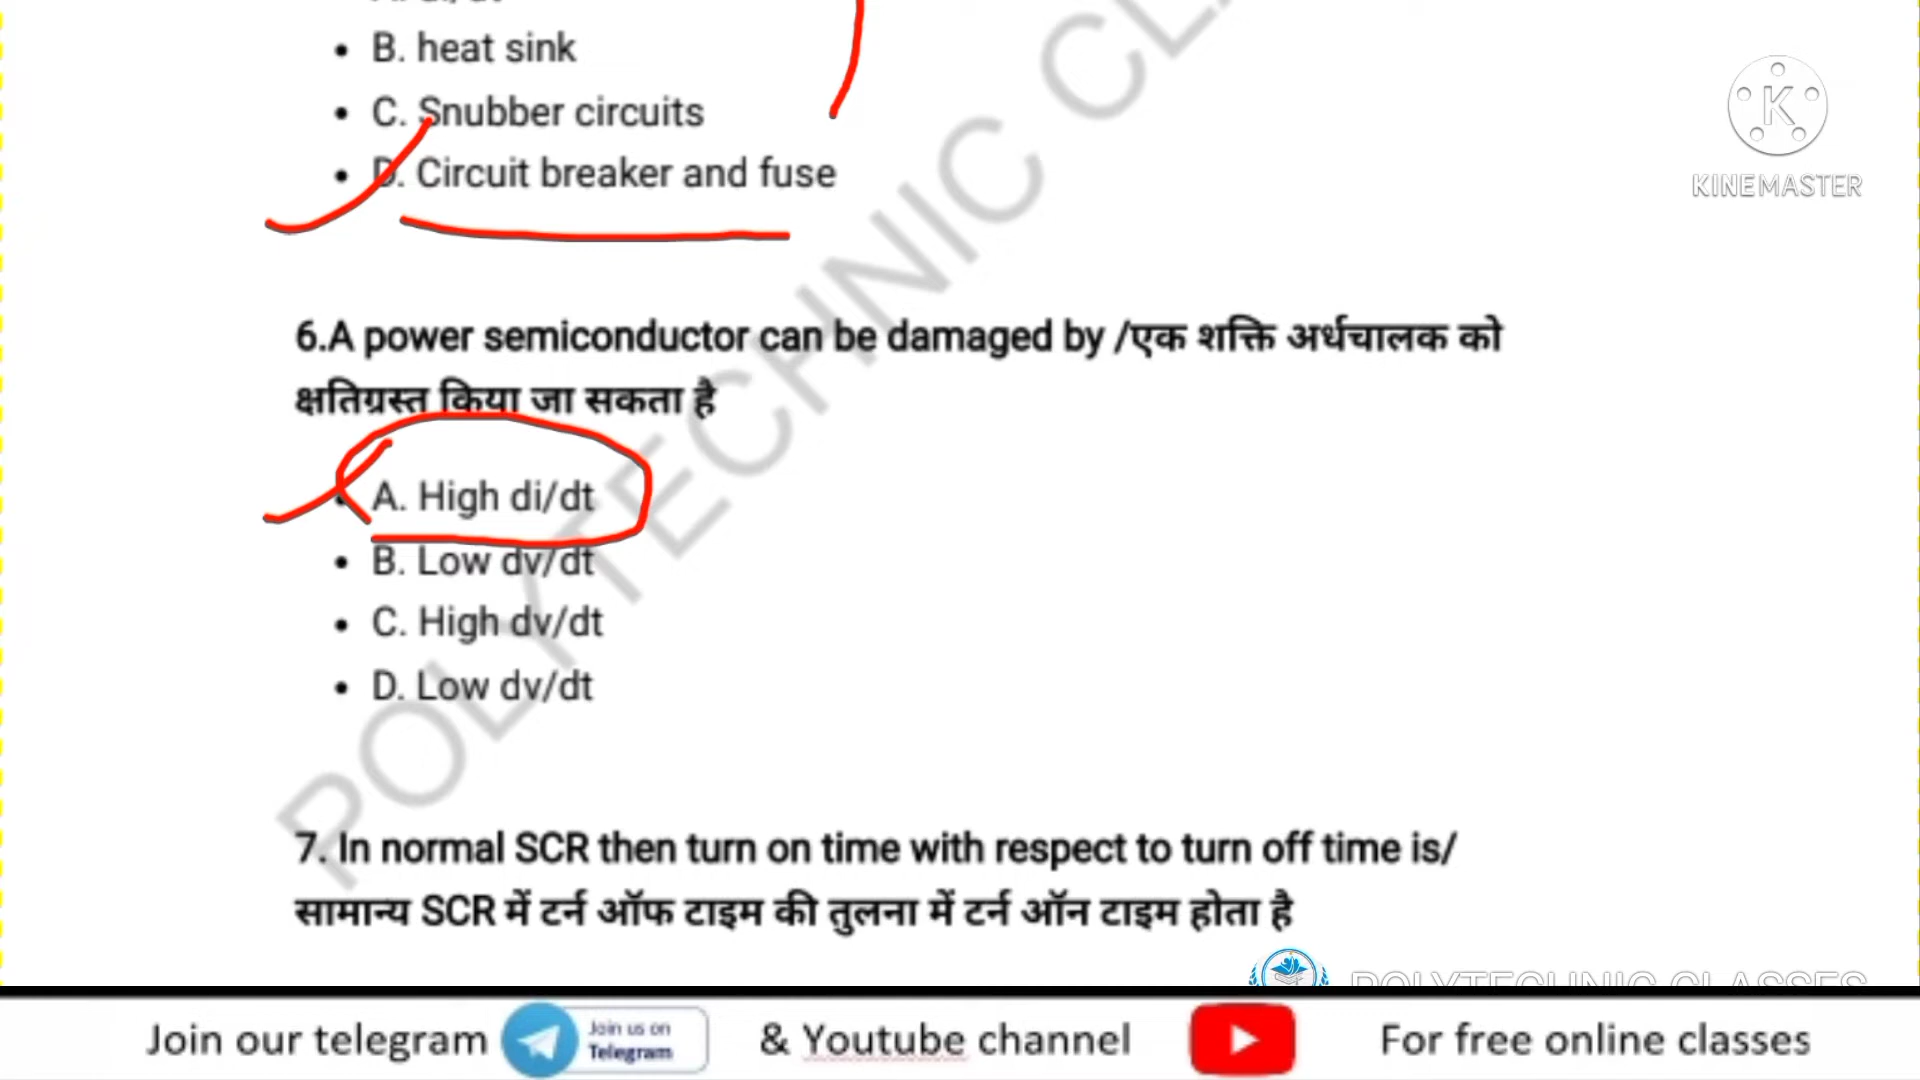 B. heat sink
C. Snubber circuits
D. Circuit breaker and fuse
KINEMASTER
6.A power semiconductor can be damaged by /एक शक्ति अर्धचालक को
क्षतिग्रस्त किया जा सकता है
A. High di/dt
B. Low dv/dt
C. High dv/dt
D. Low dv/dt
POLYTECHNIC
7. In normal SCR then turn on time with respect to turn off time is/
सामान्य SCR में टर्न ऑफ टाइम की तुलना में टर्न ऑन टाइम होता है
POLYTECHNIC CLASSES
Join our telegram Join us on Telegram & Youtube channel For free online classes